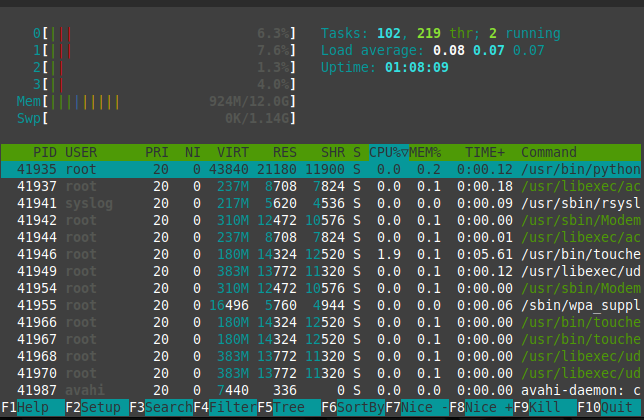 0[|||                        6.3%]   Tasks: 102, 219 thr; 2 running
1[|||                        7.6%]   Load average: 0.08 0.07 0.07
2[||                         1.3%]   Uptime: 01:08:09
3[||                         4.0%]
Mem[|||||||||          924M/12.0G]
Swp[                     0K/1.14G]
PID USER PRI NI VIRT RES SHR S CPU%▽MEM% TIME+ Command
41935 root 20 0 43840 21180 11900 S 0.0 0.2 0:00.12 /usr/bin/python
41937 root 20 0 237M 8708 7824 S 0.0 0.1 0:00.18 /usr/libexec/ac
41941 syslog 20 0 217M 5620 4536 S 0.0 0.0 0:00.09 /usr/sbin/rsysl
41942 root 20 0 310M 12472 10576 S 0.0 0.1 0:00.00 /usr/sbin/Modem
41944 root 20 0 237M 8708 7824 S 0.0 0.1 0:00.01 /usr/libexec/ac
41946 root 20 0 180M 14324 12520 S 1.9 0.1 0:05.61 /usr/bin/touche
41949 root 20 0 383M 13772 11320 S 0.0 0.1 0:00.12 /usr/libexec/ud
41954 root 20 0 310M 12472 10576 S 0.0 0.1 0:00.00 /usr/sbin/Modem
41955 root 20 0 16496 5760 4944 S 0.0 0.0 0:00.06 /sbin/wpa_suppl
41966 root 20 0 180M 14324 12520 S 0.0 0.1 0:00.00 /usr/bin/touche
41967 root 20 0 180M 14324 12520 S 0.0 0.1 0:00.00 /usr/bin/touche
41968 root 20 0 383M 13772 11320 S 0.0 0.1 0:00.00 /usr/libexec/ud
41970 root 20 0 383M 13772 11320 S 0.0 0.1 0:00.00 /usr/libexec/ud
41987 avahi 20 0 7440 336 0 S 0.0 0.0 0:00.00 avahi-daemon: c
F1Help F2Setup F3SearchF4FilterF5Tree F6SortByF7Nice -F8Nice +F9Kill F10Quit